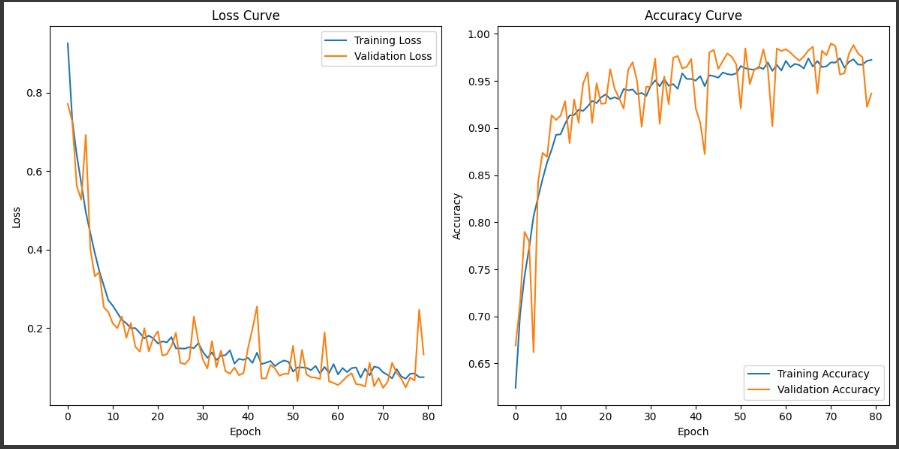 Loss Curve
Training Loss
Validation Loss
0.8
0.6
0.4
0.2
Loss
0 10 20 30 40 50 60 70 80
Epoch
Accuracy Curve
1.00
0.95
0.90
0.85
0.80
0.75
0.70
0.65
Accuracy
Training Accuracy
Validation Accuracy
0 10 20 30 40 50 60 70 80
Epoch